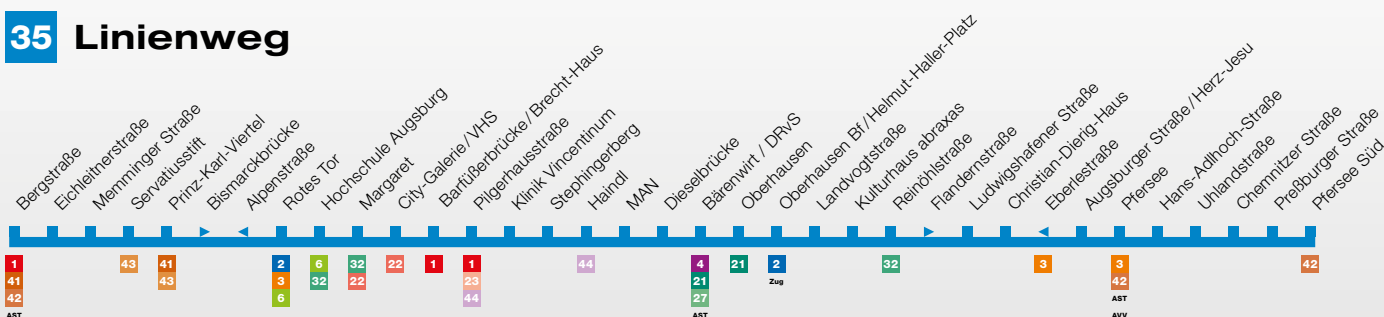 35 Linienweg
Bergstraße
Eichleitnerstraße
Memminger Straße
Servatiusstift
Prinz-Karl-Viertel
Bismarckbrücke
Alpenstraße
Rotes Tor
Hochschule Augsburg
Margaret
City-Galerie / VHS
Barfüßerbrücke / Brecht-Haus
Pilgerhausstraße
Klinik Vincentinum
Stephingerberg
Haindl
MAN
Dieselbrücke
Bärenwirt / DRvS
Oberhausen
Oberhausen Bf / Helmut-Haller-Platz
Landvogtstraße
Kulturhaus abraxas
Reinöhlstraße
Flandernstraße
Ludwigshafener Straße
Christian-Dierig-Haus
Eberlestraße
Augsburger Straße / Herz-Jesu
Pfersee
Hans-Adlhoch-Straße
Uhlandstraße
Chemnitzer Straße
Preßburger Straße
Pfersee Süd
1 43 41 2 6 32 22 1 1 44 4 21 2 32 3 3 42
41 43 3 32 22 23 21 Zug 42
42 6 44 27 AST
AST AST AVV